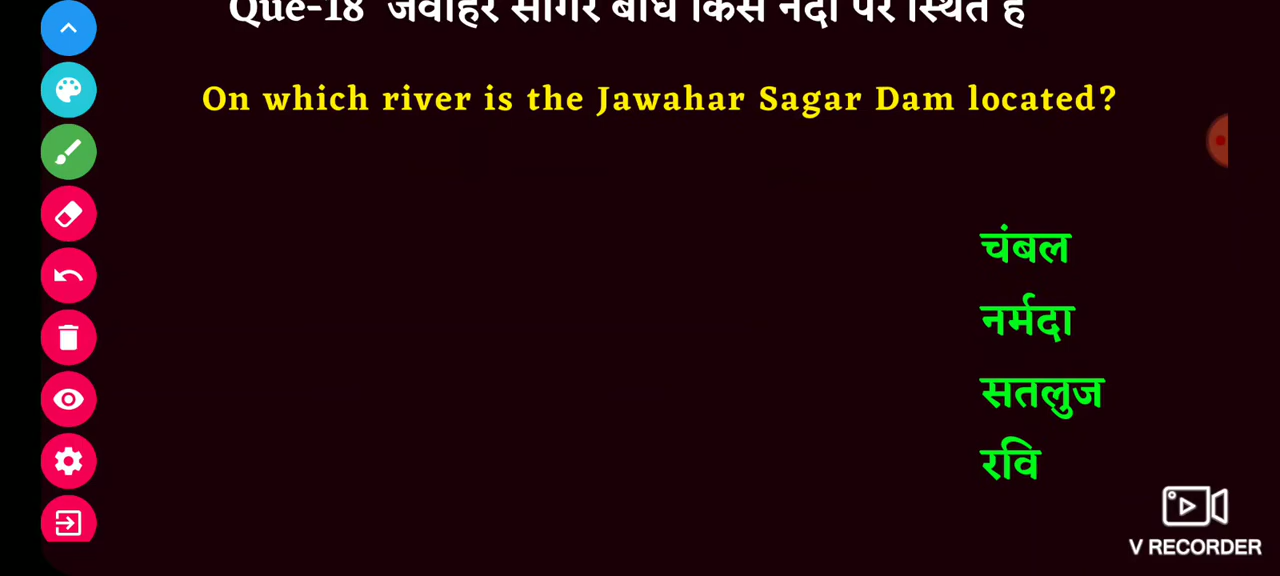 Que-18 जवाहर सागर बांध किस नदी पर स्थित है
On which river is the Jawahar Sagar Dam located?
चंबल
नर्मदा
सतलुज
रवि
V RECORDER